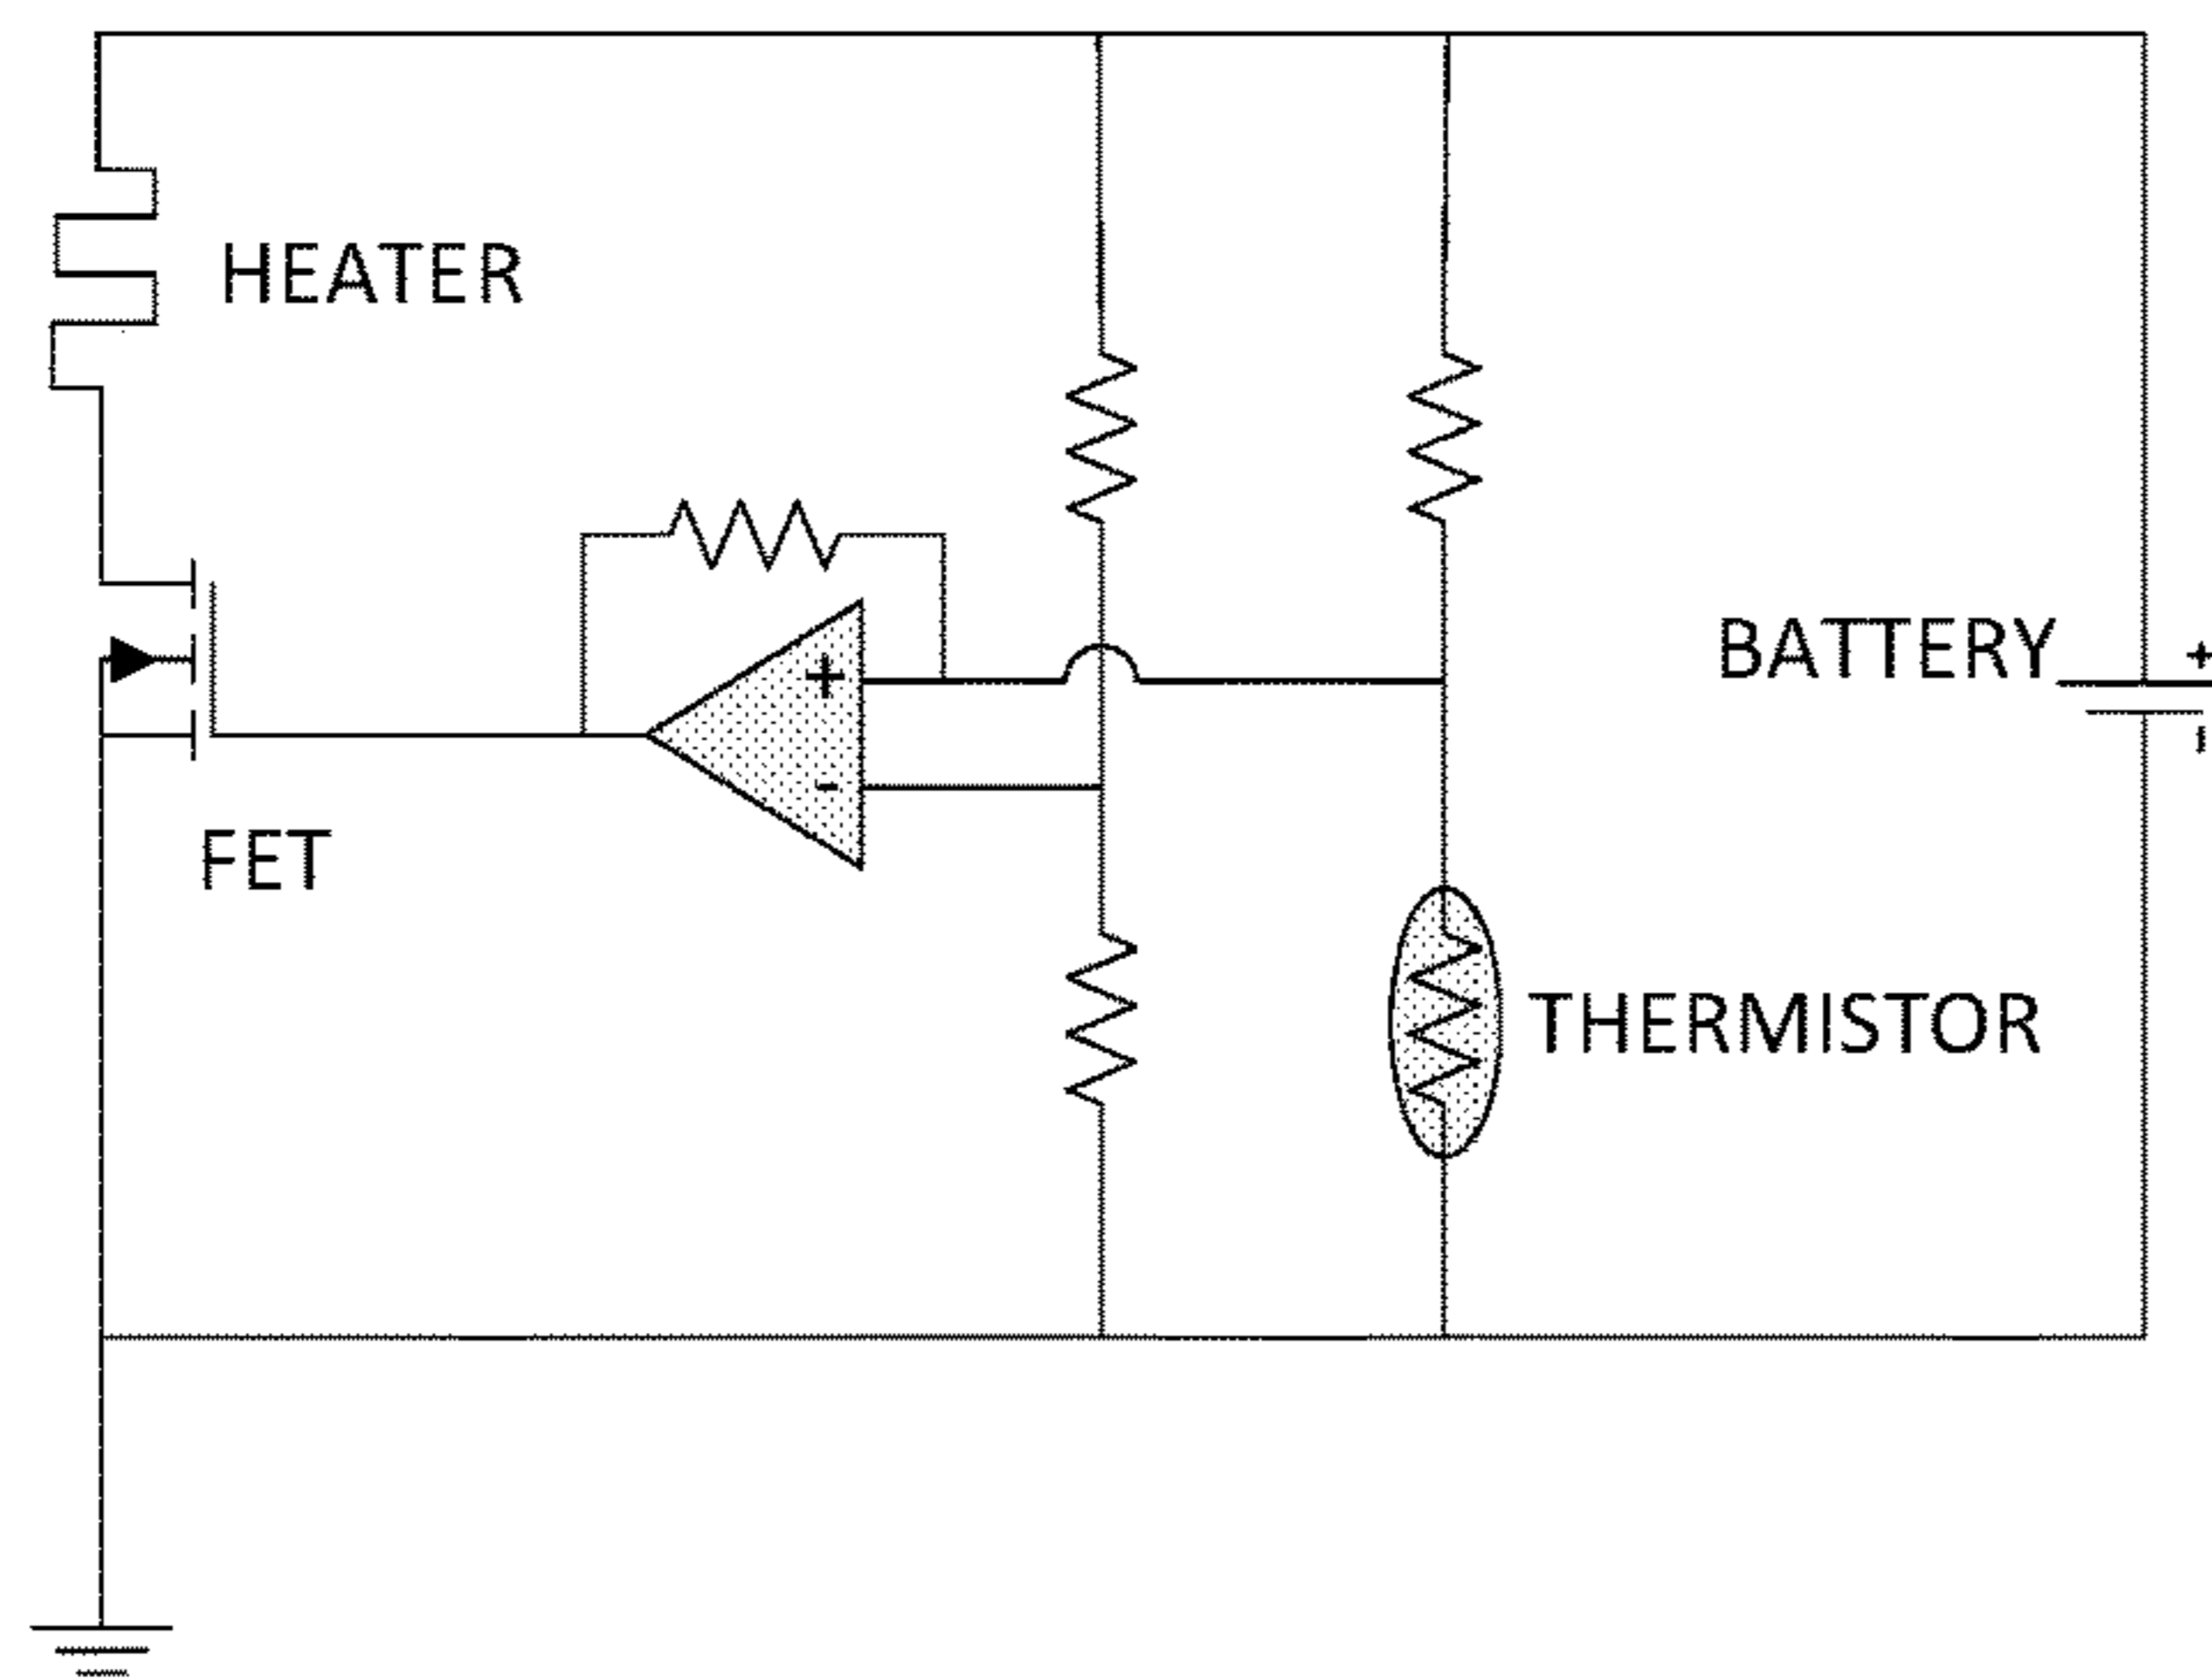 HEATER
+
BATTERY
+
-
-
FET
THERMISTOR